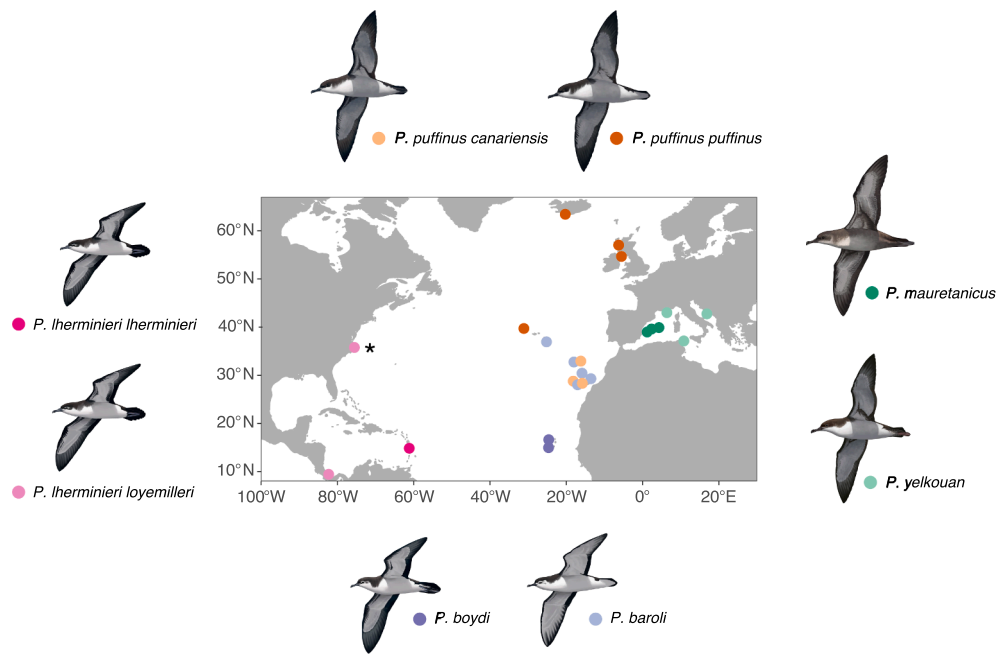 P. puffinus canariensis
P. puffinus puffinus
P. mauretanicus
P. lherminieri lherminieri
60°N
50°N
40°N
30°N
20°N
10°N
*
100°W
80°W
60°W
40°W
20°W
0°
20°E
P. lherminieri loyemilleri
P. yelkouan
P. boydi
P. baroli